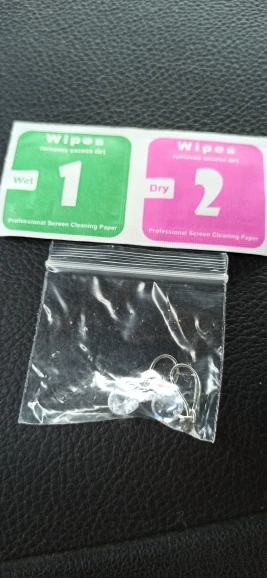 Wipes
removes excess dirt
Wet
1
Professional Screen Cleaning Paper
Wipes
removes excess dirt
Dry
2
Professional Screen Cleaning Paper